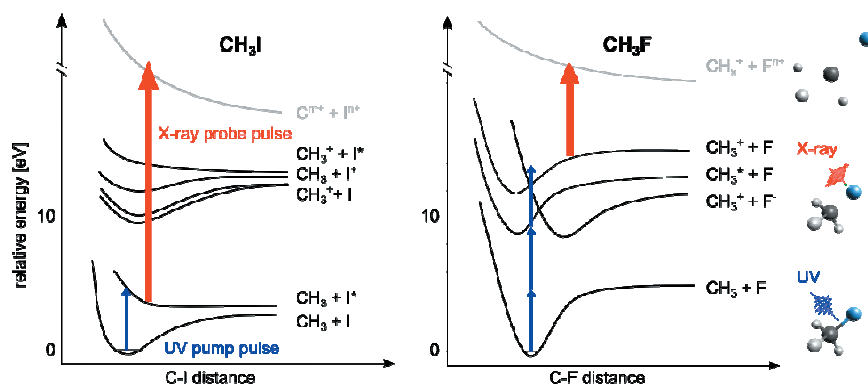 CH₃I
Cⁿ⁺ + Iⁿ⁺
X-ray probe pulse
CH₃⁺ + I*
CH₃ + I⁺
CH₃⁺ + I
CH₃ + I*
CH₃ + I
UV pump pulse
relative energy [eV]
10
0
C-I distance
CH₃F
CH₃⁺ + Fⁿ⁺
CH₃⁺ + F
CH₃* + F
CH₃⁺ + F⁻
CH₃ + F
10
0
C-F distance
X-ray
UV